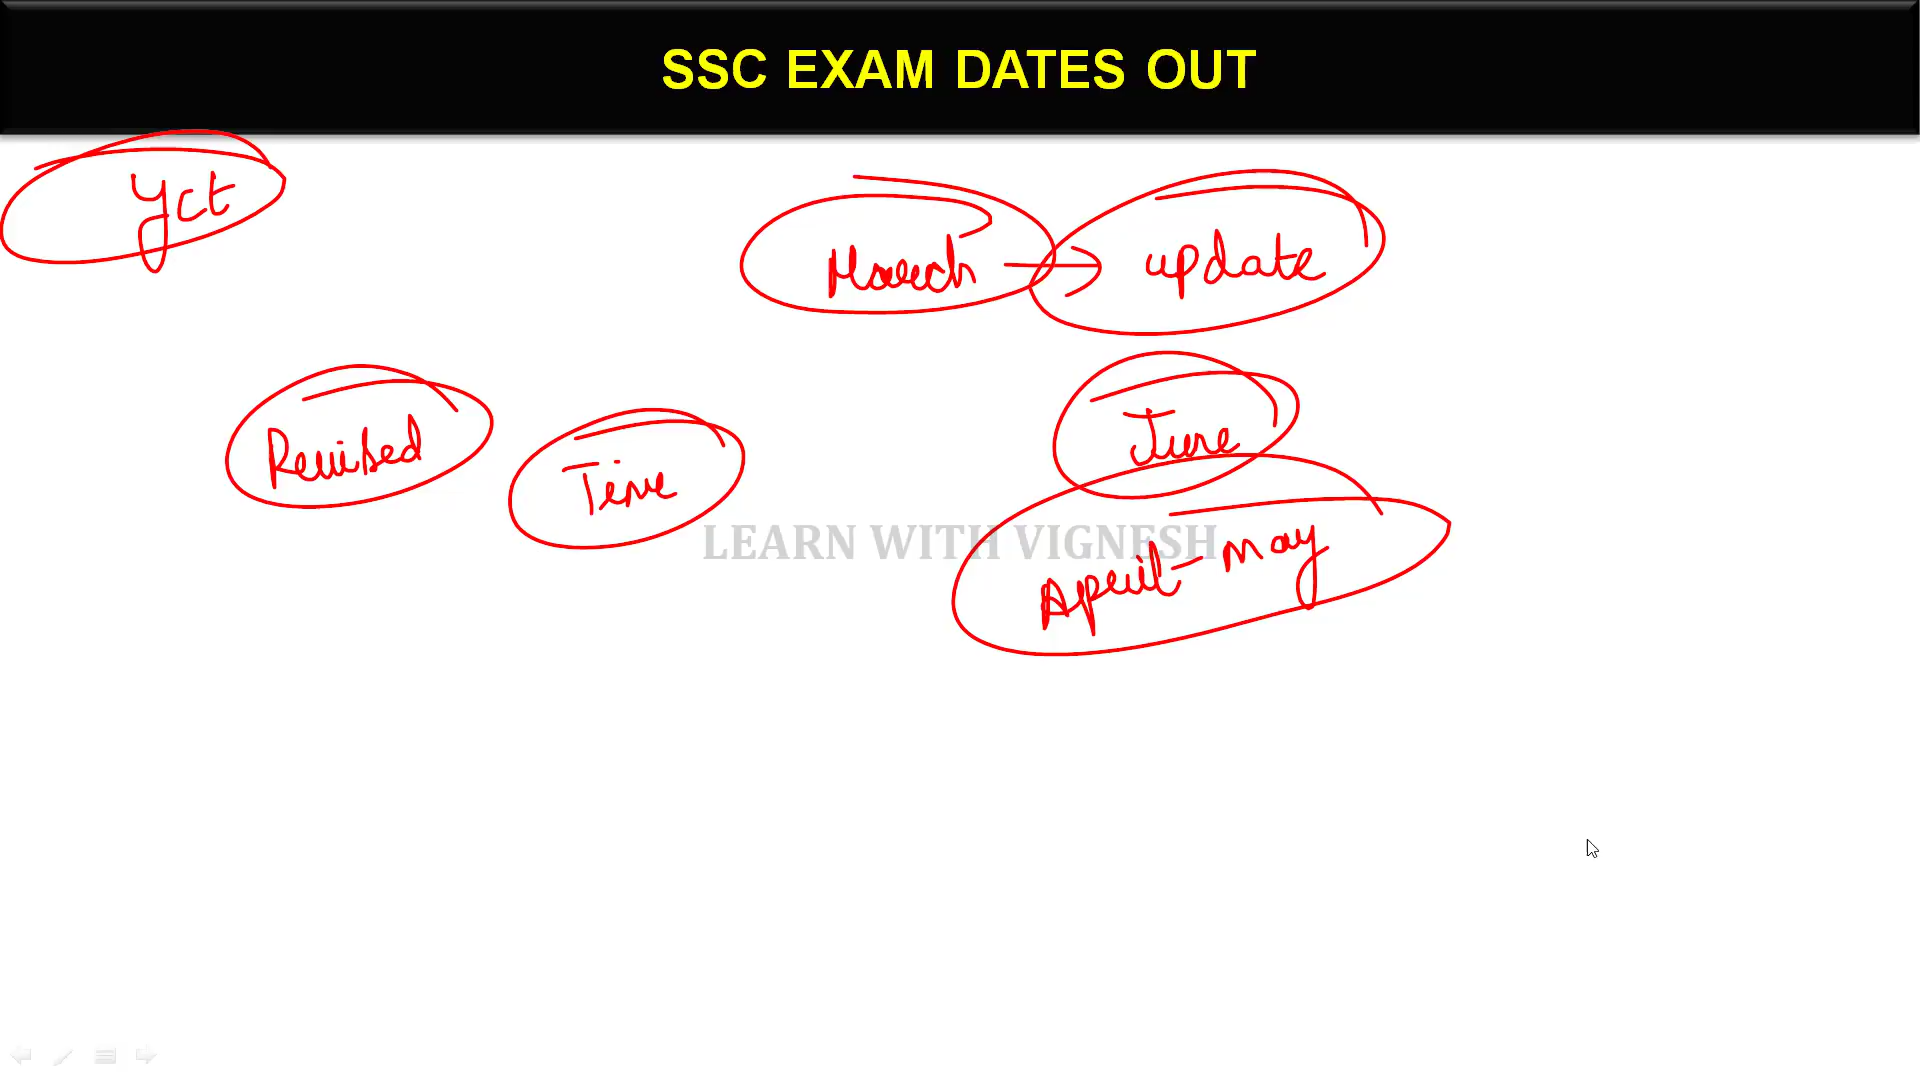 SSC EXAM DATES OUT
Yct
March → update
Revised
Time
June
LEARN WITH VIGNESH
April - May